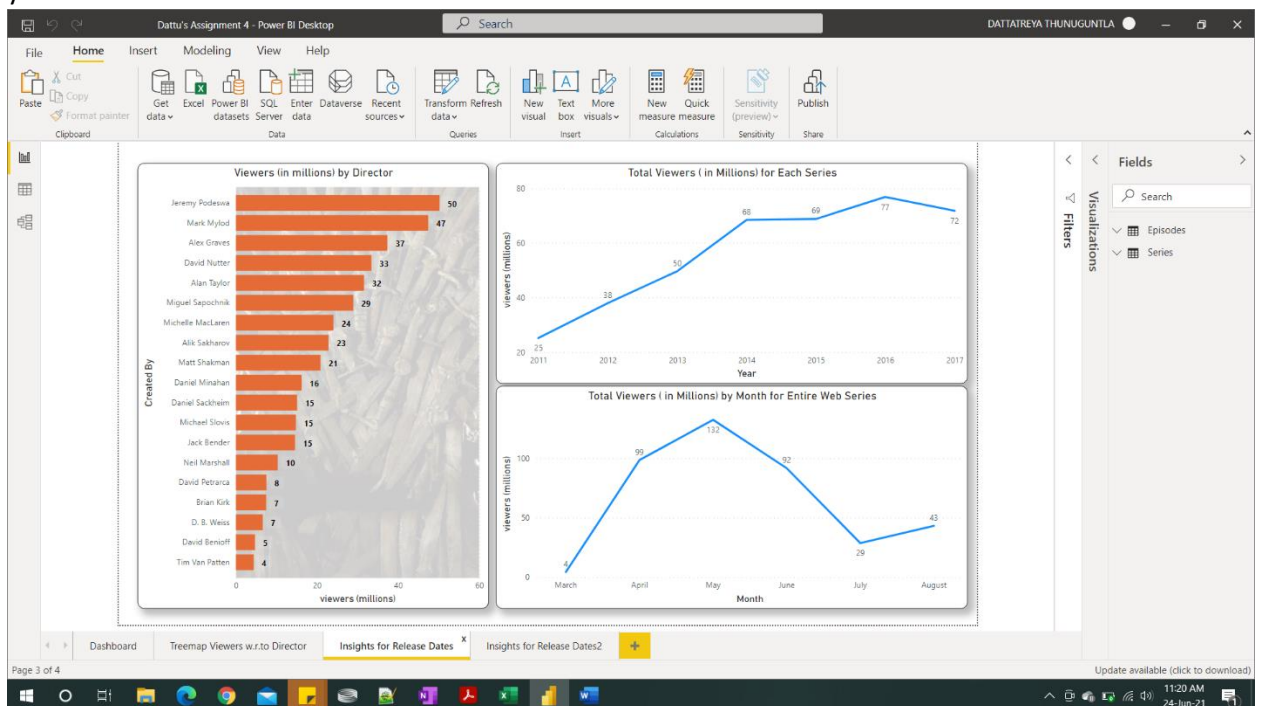 Dattu's Assignment 4 - Power BI Desktop
Search
DATTATREYA THUNUGUNTLA
File Home Insert Modeling View Help
Paste
Cut
Copy
Format painter
Clipboard
Get data
Excel
Power BI datasets
SQL Server
Enter data
Dataverse
Recent sources
Data
Transform data
Refresh
Queries
New visual
Text box
More visuals
Insert
New measure
Quick measure
Calculations
Sensitivity (preview)
Sensitivity
Publish
Share
Viewers (in millions) by Director
Created By
Jeremy Podeswa 50
Mark Mylod 47
Alex Graves 37
David Nutter 33
Alan Taylor 32
Miguel Sapochnik 29
Michelle MacLaren 24
Alik Sakharov 23
Matt Shakman 21
Daniel Minahan 16
Daniel Sackheim 15
Michael Slovis 15
Jack Bender 15
Neil Marshall 10
David Petrarca 8
Brian Kirk 7
D. B. Weiss 7
David Benioff 5
Tim Van Patten 4
0 20 40 60
viewers (millions)
Total Viewers ( in Millions) for Each Series
viewers (millions)
80
60
40
20
25 38 50 68 69 77 72
2011 2012 2013 2014 2015 2016 2017
Year
Total Viewers ( in Millions) by Month for Entire Web Series
viewers (millions)
100
50
0
4 99 132 92 29 43
March April May June July August
Month
Filters
Visualizations
Fields
Search
Episodes
Series
Dashboard
Treemap Viewers w.r.to Director
Insights for Release Dates x
Insights for Release Dates2
+
Page 3 of 4
Update available (click to download)
11:20 AM
24-Jun-21